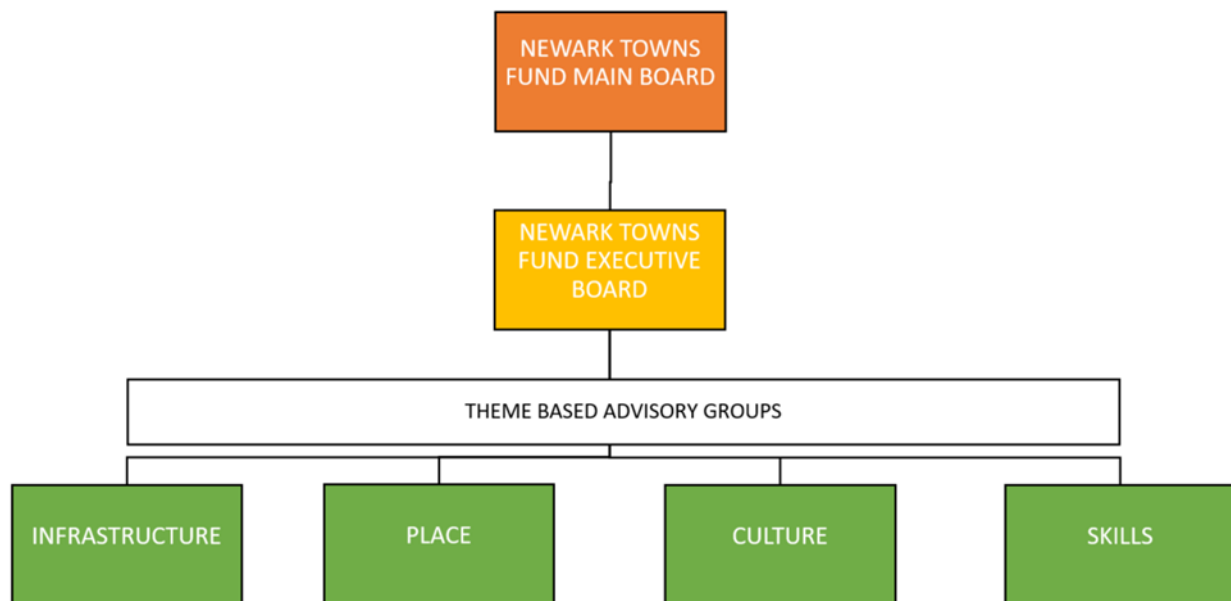 NEWARK TOWNS
FUND MAIN BOARD
NEWARK TOWNS
FUND EXECUTIVE
BOARD
THEME BASED ADVISORY GROUPS
INFRASTRUCTURE
PLACE
CULTURE
SKILLS